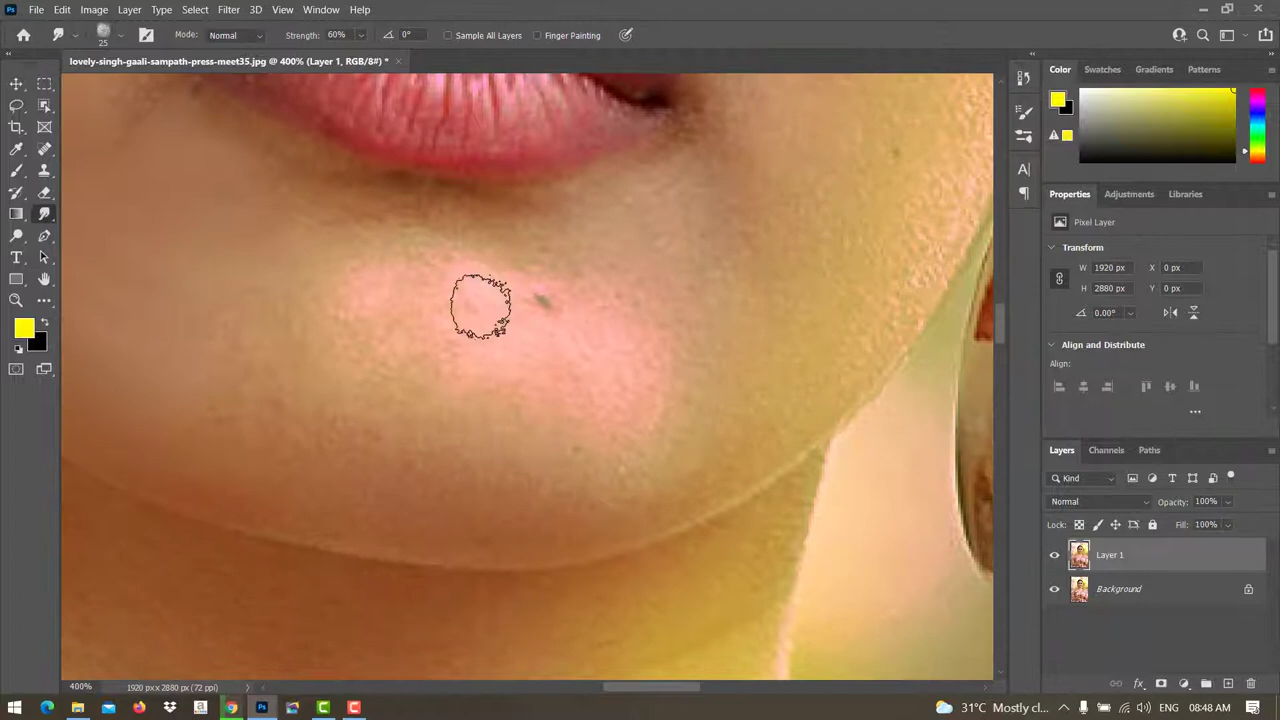 Ps File Edit Image Layer Type Select Filter 3D View Window Help
25 Mode: Normal Strength: 60% 0° Sample All Layers Finger Painting
lovely-singh-gaali-sampath-press-meet35.jpg @ 400% (Layer 1, RGB/8#) *
Color Swatches Gradients Patterns
Properties Adjustments Libraries
Pixel Layer
Transform
W 1920 px X 0 px
H 2880 px Y 0 px
0.00°
Align and Distribute
Align:
Layers Channels Paths
Kind
Normal Opacity: 100%
Lock: Fill: 100%
Layer 1
Background
400% 1920 px x 2880 px (72 ppi)
31°C Mostly cl... 08:48 AM